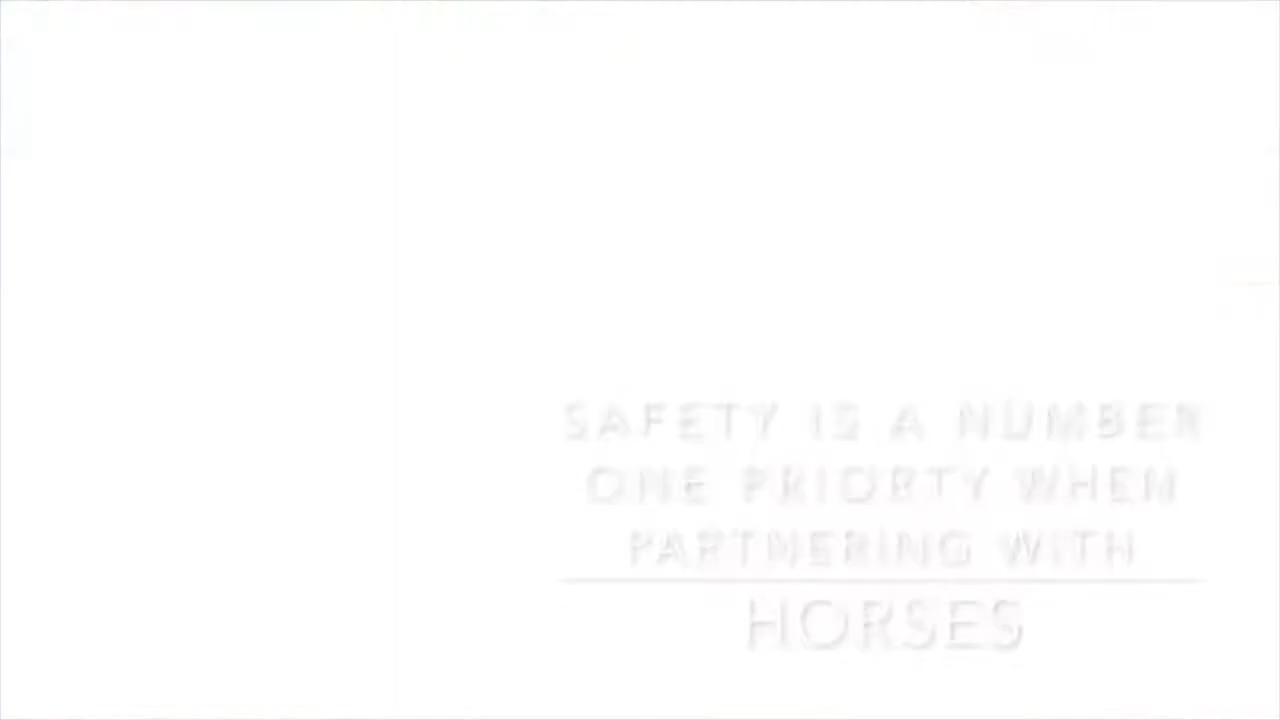 SAFETY IS A NUMBER
ONE PRIORTY WHEN
PARTNERING WITH
HORSES